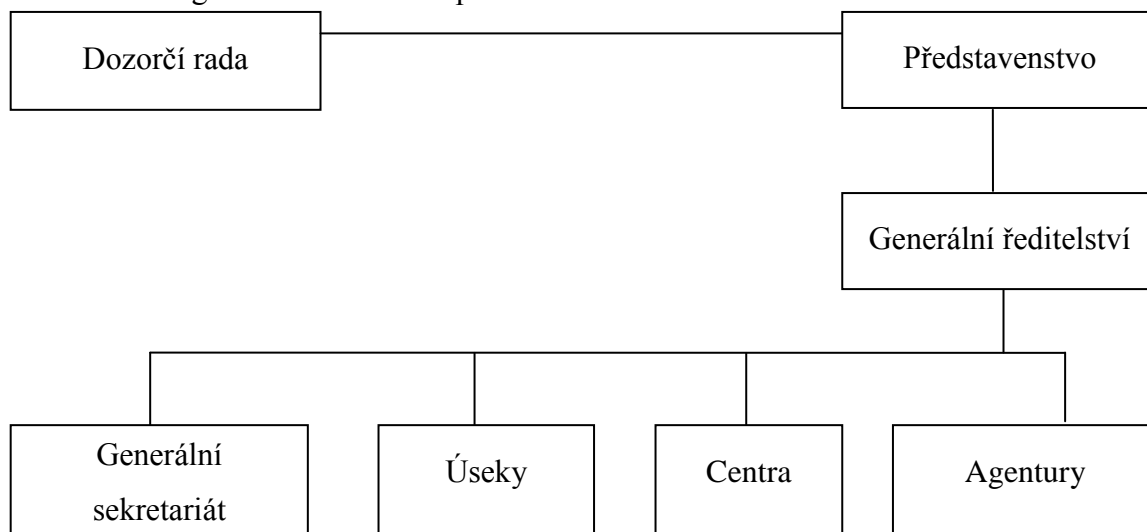 Dozorčí rada
Představenstvo
Generální ředitelství
Generální
sekretariát
Úseky
Centra
Agentury